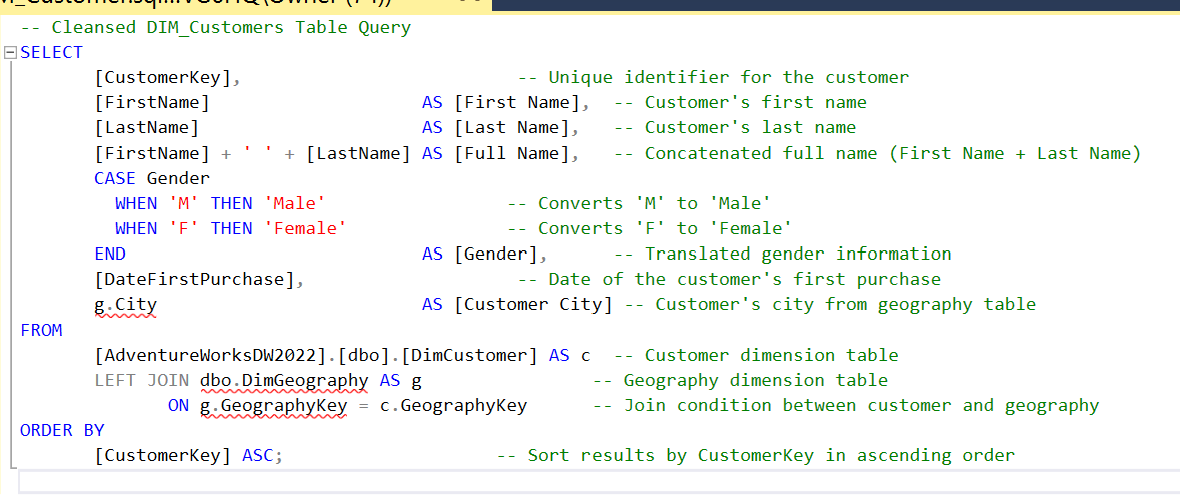 -- Cleansed DIM_Customers Table Query
SELECT
[CustomerKey], -- Unique identifier for the customer
[FirstName] AS [First Name], -- Customer's first name
[LastName] AS [Last Name], -- Customer's last name
[FirstName] + ' ' + [LastName] AS [Full Name], -- Concatenated full name (First Name + Last Name)
CASE Gender
WHEN 'M' THEN 'Male' -- Converts 'M' to 'Male'
WHEN 'F' THEN 'Female' -- Converts 'F' to 'Female'
END AS [Gender], -- Translated gender information
[DateFirstPurchase], -- Date of the customer's first purchase
g.City AS [Customer City] -- Customer's city from geography table
FROM
[AdventureWorksDW2022].[dbo].[DimCustomer] AS c -- Customer dimension table
LEFT JOIN dbo.DimGeography AS g -- Geography dimension table
ON g.GeographyKey = c.GeographyKey -- Join condition between customer and geography
ORDER BY
[CustomerKey] ASC; -- Sort results by CustomerKey in ascending order